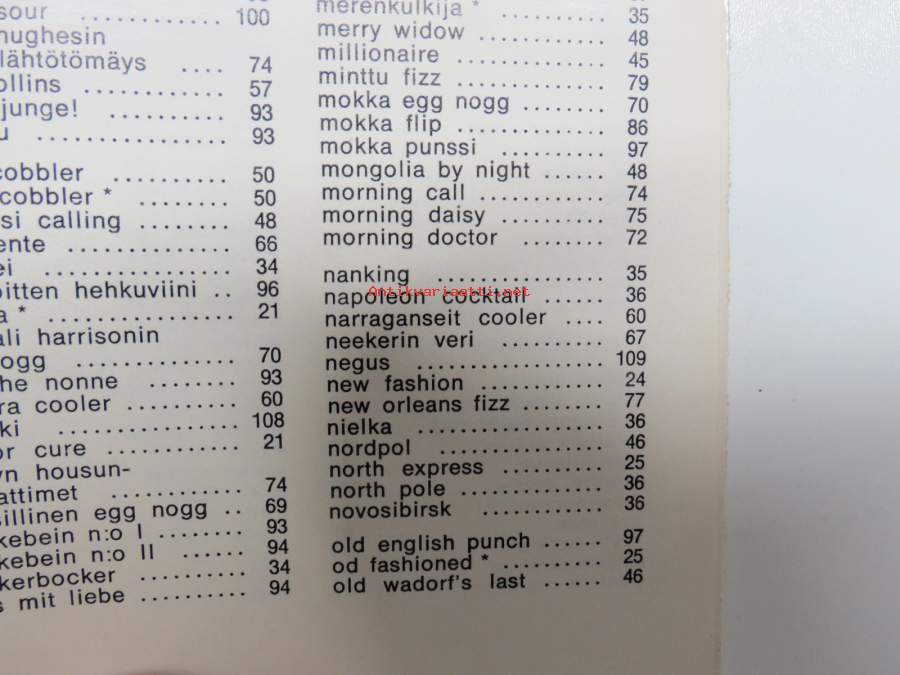 sour ............ 100
hughesin
lähtötömäys .... 74
ollins ............ 57
junge! ........... 93
u ................ 93
cobbler .......... 50
cobbler * ........ 50
si calling ........ 48
ente .............. 66
ei ................ 34
oitten hehkuviini .. 96
a * ................ 21
ali harrisonin
ogg ............... 70
he nonne ........ 93
ra cooler .......... 60
ki .................. 108
or cure ............ 21
yn housun-
attimet ............ 74
sillinen egg nogg .. 69
kebein n:o I ........ 93
kebein n:o II ...... 94
kerbocker .......... 34
s mit liebe .......... 94
merenkulkija * .......... 35
merry widow ............ 48
millionaire .............. 45
minttu fizz .............. 79
mokka egg nogg ........ 70
mokka flip .............. 86
mokka punssi .......... 97
mongolia by night ...... 48
morning call ............ 74
morning daisy .......... 75
morning doctor ........ 72
nanking ................ 35
napoleon cocktail ...... 36
narraganseit cooler .... 60
neekerin veri .......... 67
negus .................. 109
new fashion ............ 24
new orleans fizz ........ 77
nielka .................. 36
nordpol ................ 46
north express .......... 25
north pole .............. 36
novosibirsk ............ 36
old english punch ...... 97
od fashioned * .......... 25
old wadorf's last ...... 46
Antikvariaatti.net